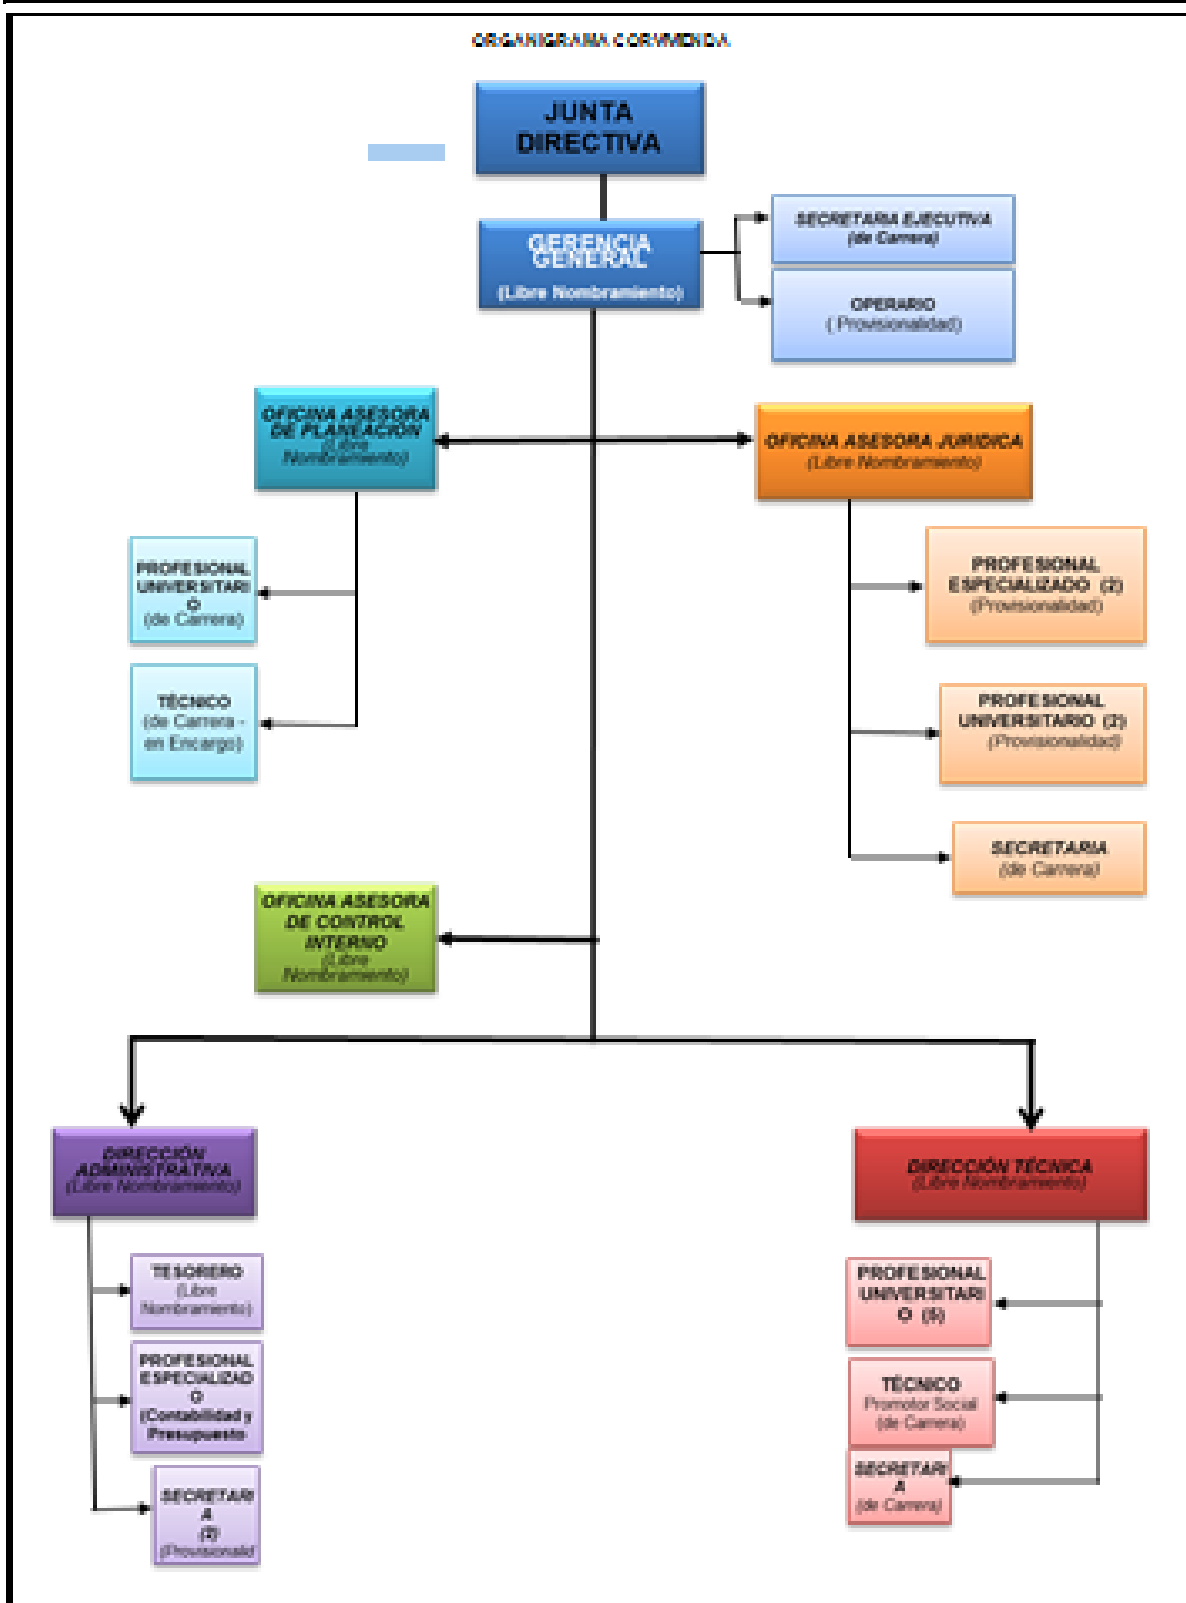 ORGANIGRAMA CORVIVIENDA
JUNTA
DIRECTIVA
GERENCIA
GENERAL
(Libre Nombramiento)
SECRETARIA EJECUTIVA
(de Carrera)
OPERARIO
( Provisionalidad)
OFICINA ASESORA
DE PLANEACIÓN
(Libre
Nombramiento)
OFICINA ASESORA JURIDICA
(Libre Nombramiento)
PROFESIONAL
UNIVERSITARI
O
(de Carrera)
TÉCNICO
(de Carrera -
en Encargo)
PROFESIONAL
ESPECIALIZADO (2)
(Provisionalidad)
PROFESIONAL
UNIVERSITARIO (2)
(Provisionalidad)
SECRETARIA
(de Carrera)
OFICINA ASESORA
DE CONTROL
INTERNO
(Libre
Nombramiento)
DIRECCIÓN
ADMINISTRATIVA
(Libre Nombramiento)
TESORERO
(Libre
Nombramiento)
PROFESIONAL
ESPECIALIZAD
O
(Contabilidad y
Presupuesto
SECRETARI
A
(2)
(Provisionalid
DIRECCIÓN TÉCNICA
(Libre Nombramiento)
PROFESIONAL
UNIVERSITARI
O (5)
TÉCNICO
Promotor Social
(de Carrera)
SECRETARI
A
(de Carrera)